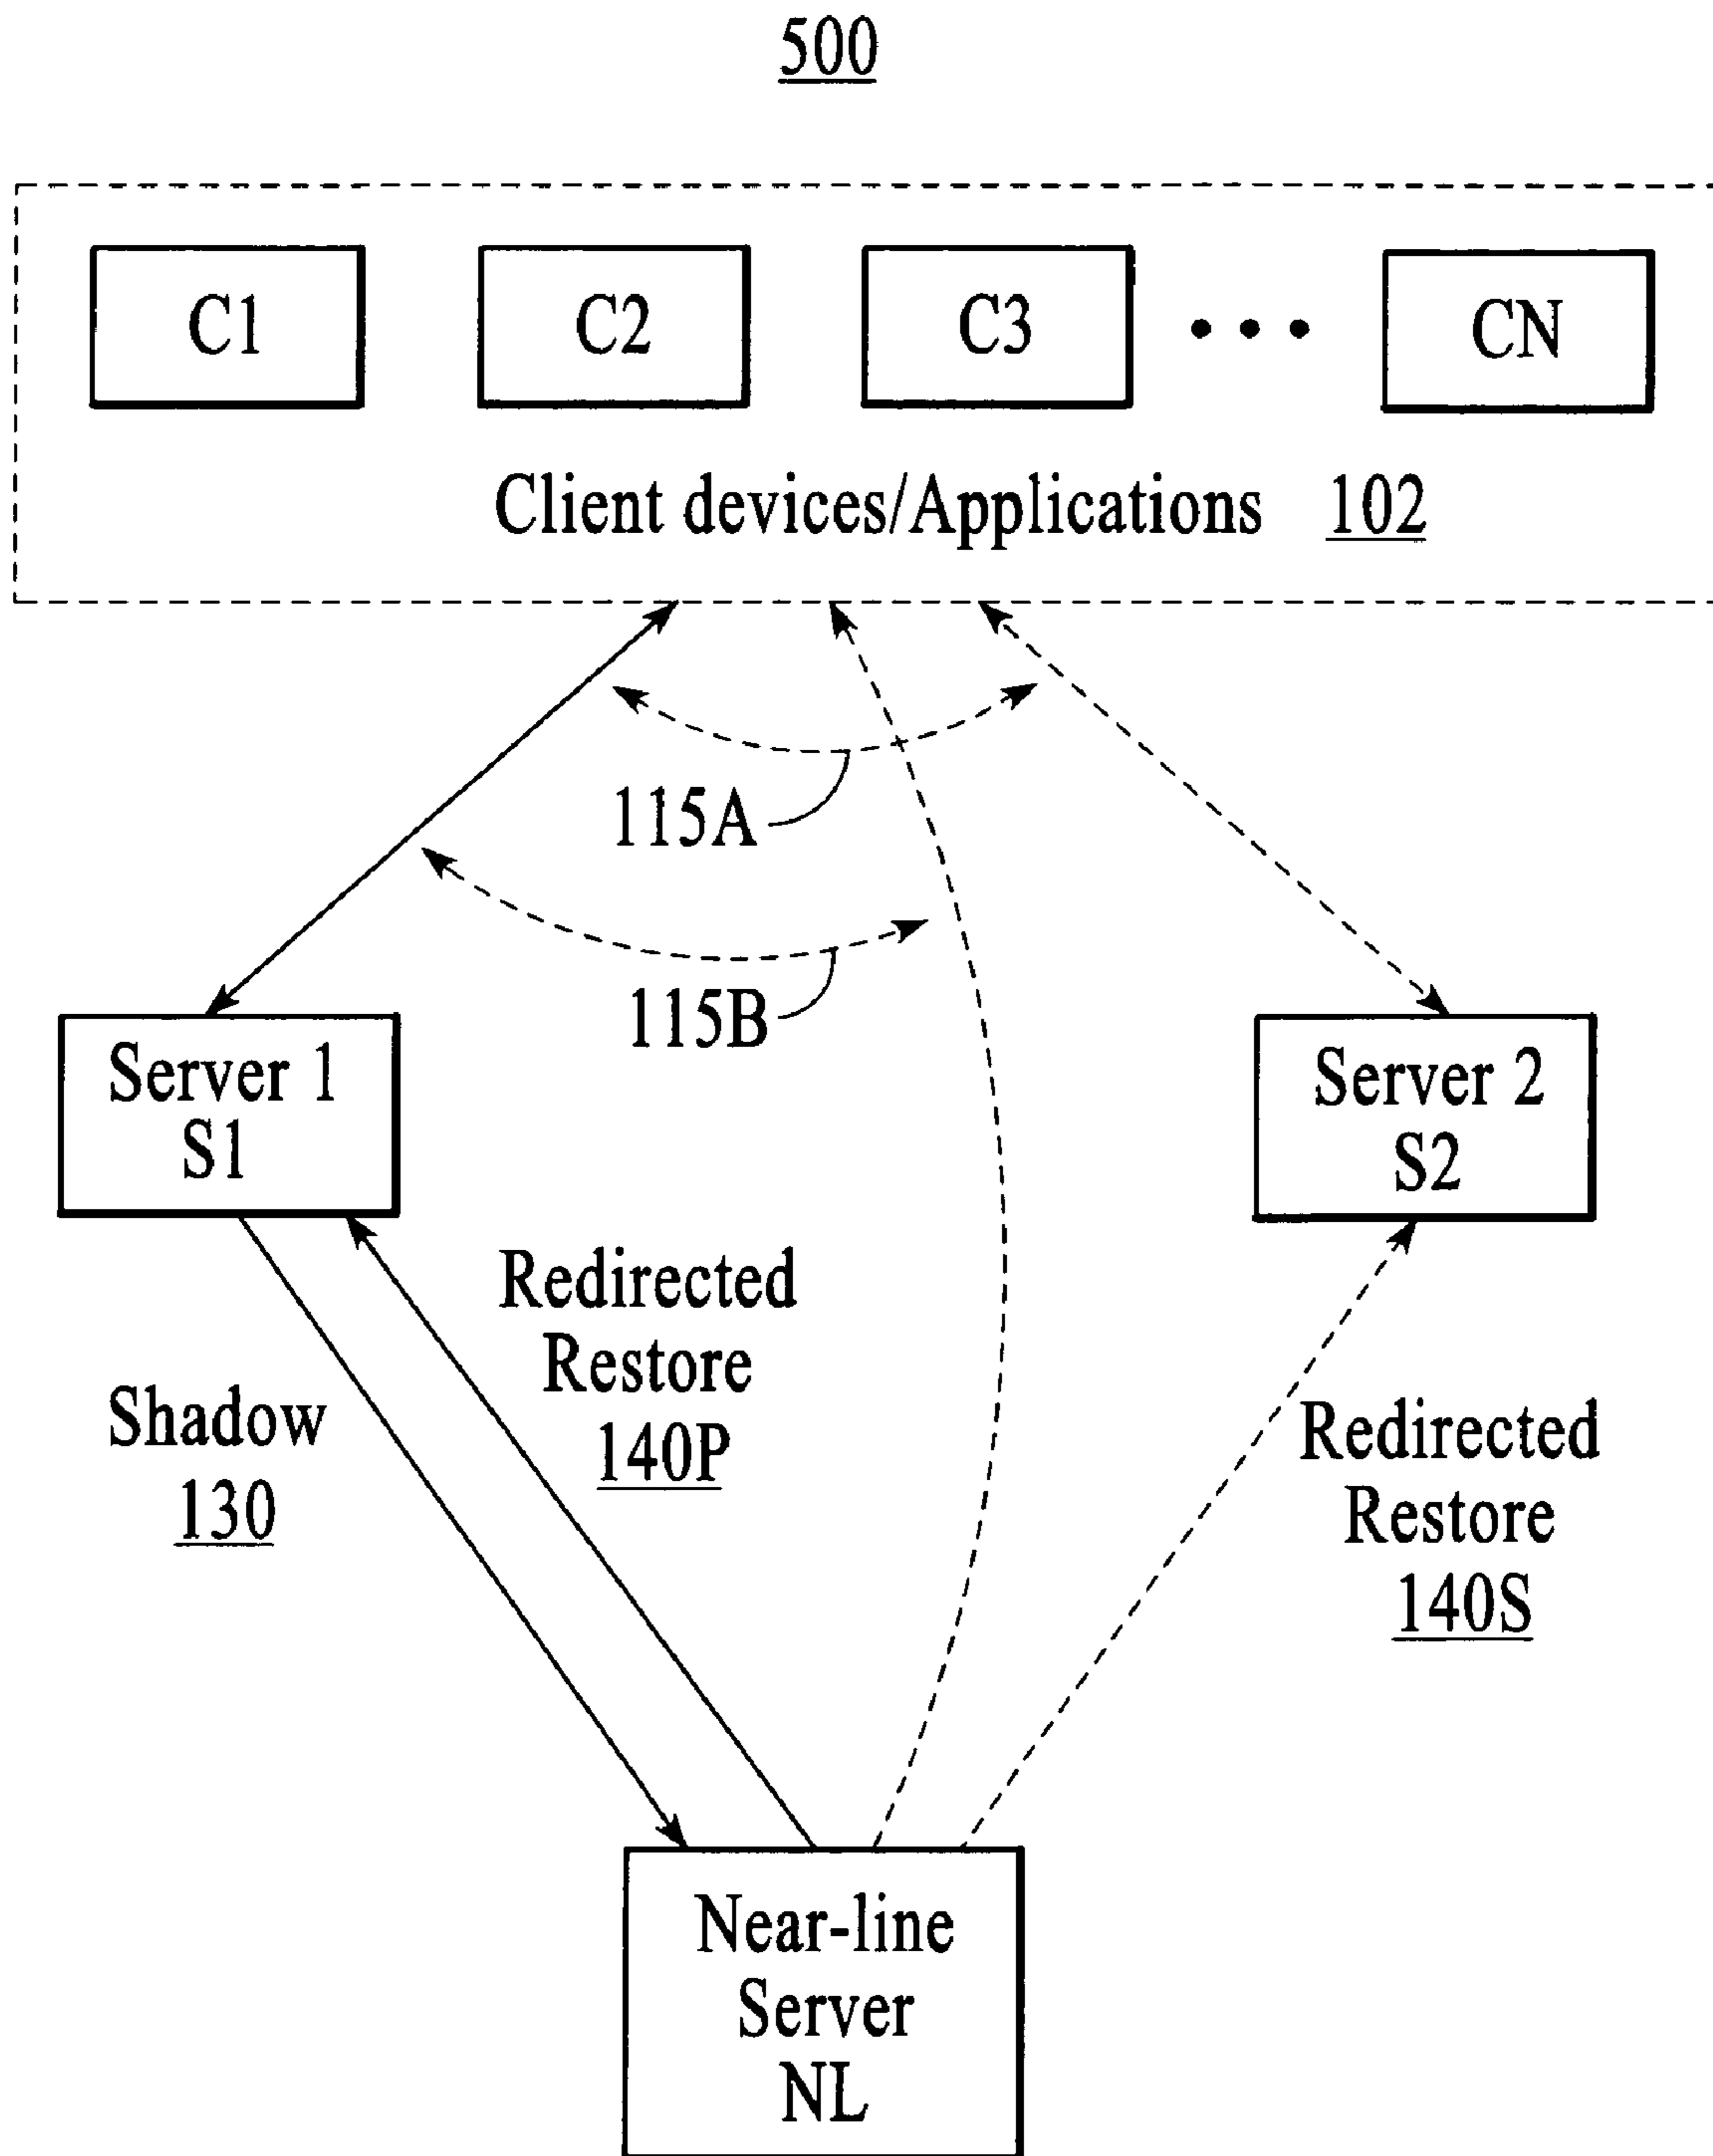 500
C1
C2
C3
• • •
CN
Client devices/Applications 102
115A
115B
Server 1
S1
Server 2
S2
Redirected
Restore
140P
Shadow
130
Redirected
Restore
140S
Near-line
Server
NL